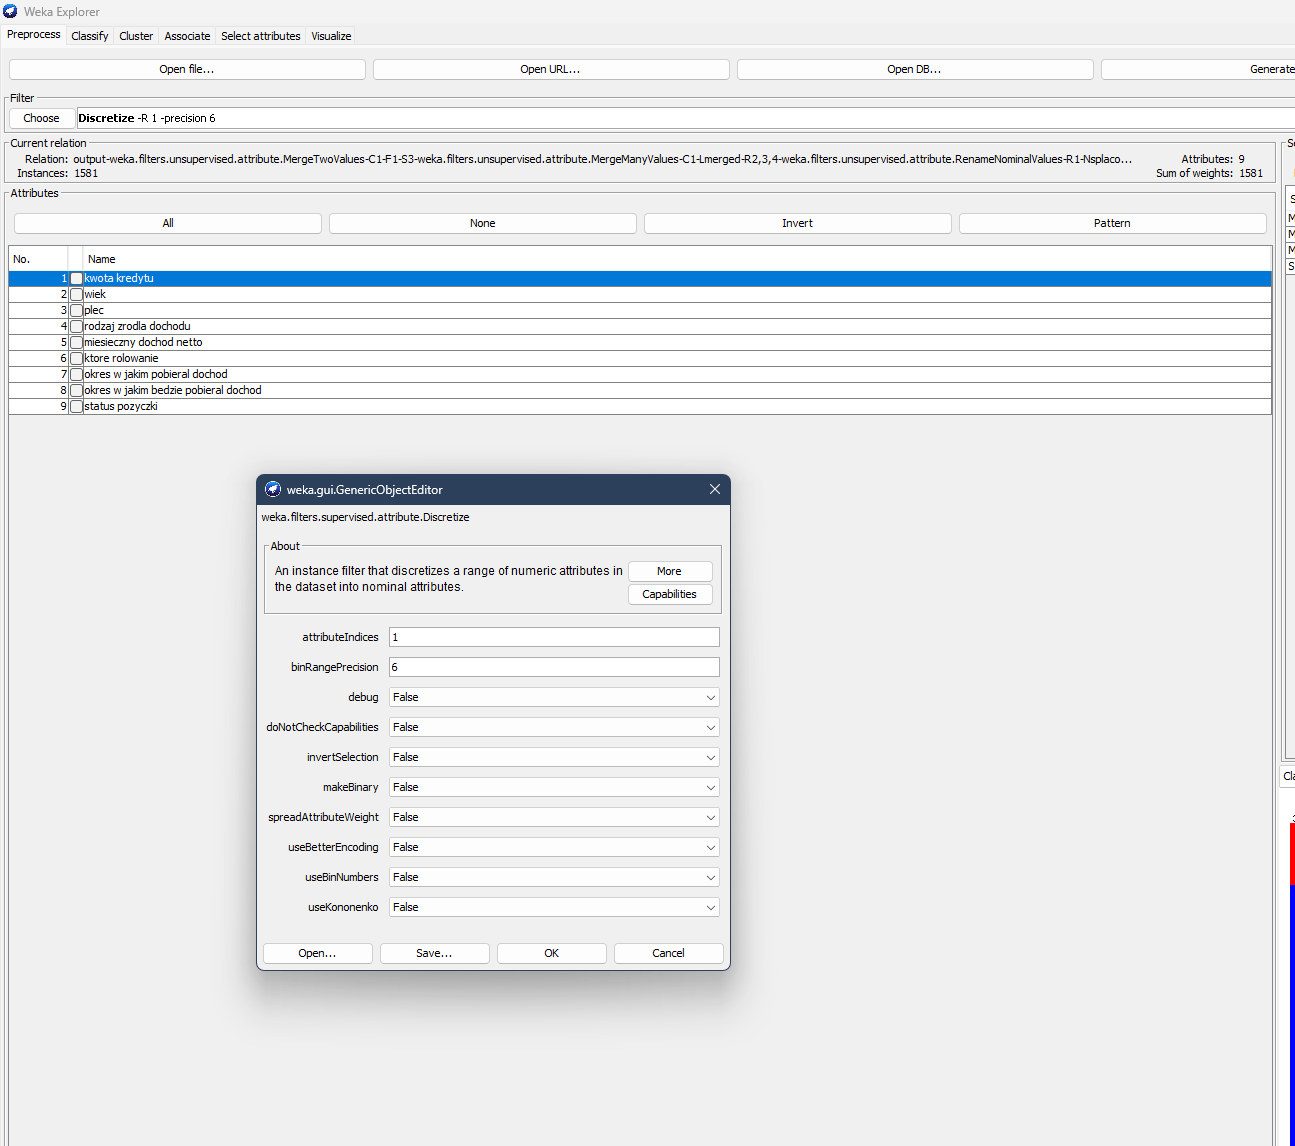 Weka Explorer
Preprocess Classify Cluster Associate Select attributes Visualize
Open file... Open URL... Open DB... Generate
Filter
Choose Discretize -R 1 -precision 6
Current relation
Relation: output-weka.filters.unsupervised.attribute.MergeTwoValues-C1-F1-S3-weka.filters.unsupervised.attribute.MergeManyValues-C1-Lmerged-R2,3,4-weka.filters.unsupervised.attribute.RenameNominalValues-R1-Nsplaco... Attributes: 9
Instances: 1581 Sum of weights: 1581
Attributes
All None Invert Pattern
No. Name
1 kwota kredytu
2 wiek
3 plec
4 rodzaj zrodla dochodu
5 miesieczny dochod netto
6 ktore rolowanie
7 okres w jakim pobieral dochod
8 okres w jakim bedzie pobieral dochod
9 status pozyczki
weka.gui.GenericObjectEditor
weka.filters.supervised.attribute.Discretize
About
An instance filter that discretizes a range of numeric attributes in
the dataset into nominal attributes.
More
Capabilities
attributeIndices 1
binRangePrecision 6
debug False
doNotCheckCapabilities False
invertSelection False
makeBinary False
spreadAttributeWeight False
useBetterEncoding False
useBinNumbers False
useKononenko False
Open... Save... OK Cancel